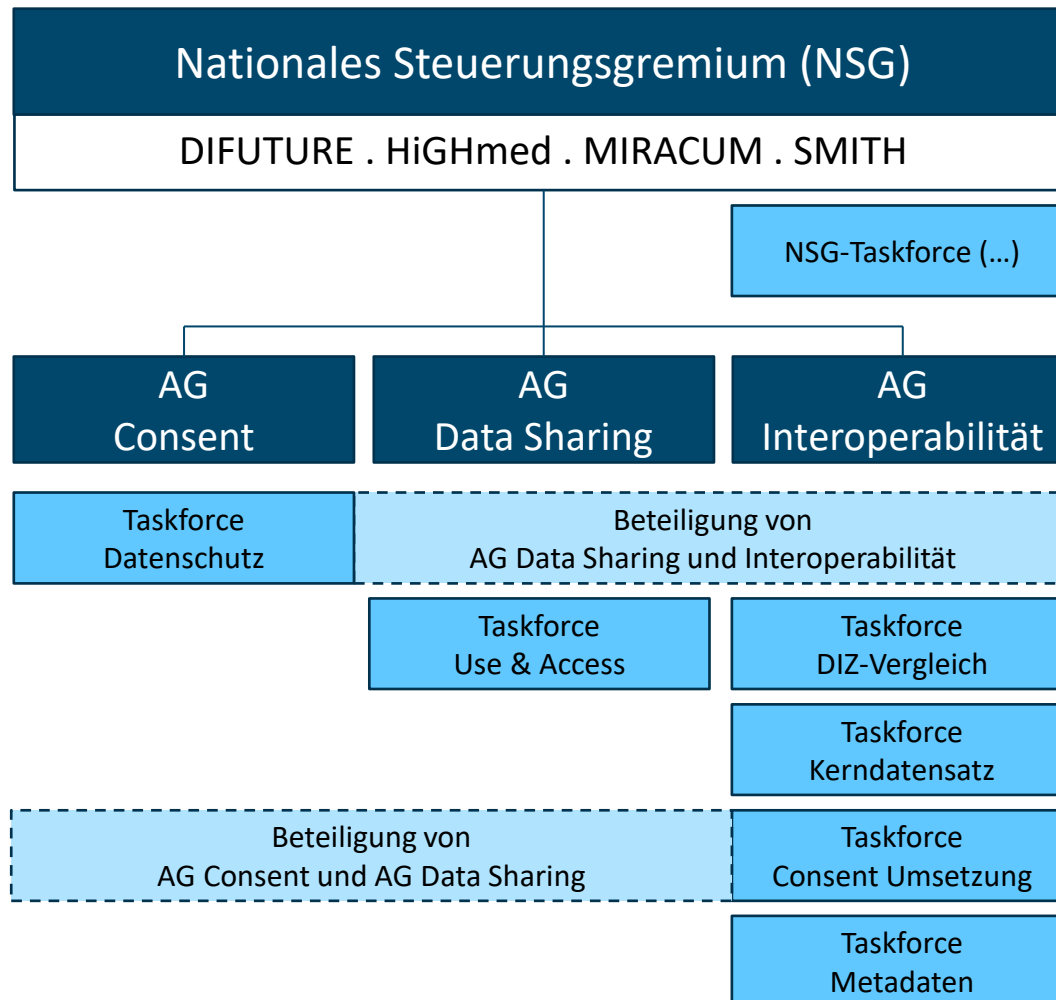 Nationales Steuerungsgremium (NSG)
DIFUTURE . HiGHmed . MIRACUM . SMITH
NSG-Taskforce (...)
AG
Consent
AG
Data Sharing
AG
Interoperabilität
Taskforce
Datenschutz
Beteiligung von
AG Data Sharing und Interoperabilität
Taskforce
Use & Access
Taskforce
DIZ-Vergleich
Taskforce
Kerndatensatz
Beteiligung von
AG Consent und AG Data Sharing
Taskforce
Consent Umsetzung
Taskforce
Metadaten